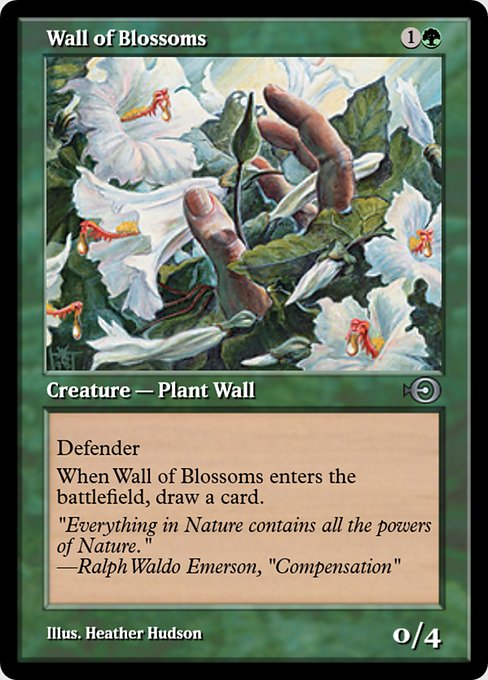 Wall of Blossoms 1
Creature — Plant Wall
Defender
When Wall of Blossoms enters the
battlefield, draw a card.
"Everything in Nature contains all the powers
of Nature."
—Ralph Waldo Emerson, "Compensation"
Illus. Heather Hudson 0/4